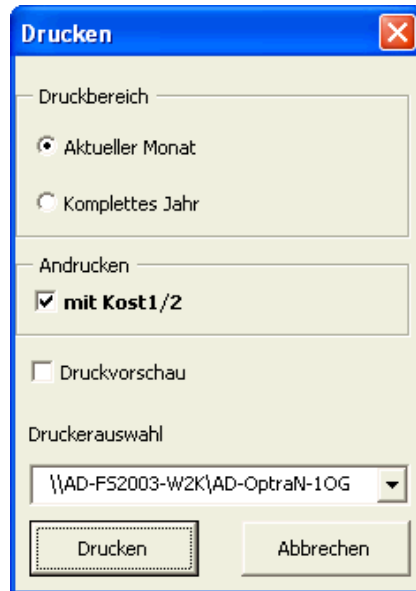 Drucken
Druckbereich
Aktueller Monat
Komplettes Jahr
Andrucken
mit Kost1/2
Druckvorschau
Druckerauswahl
\\AD-FS2003-W2K\AD-OptraN-1OG
Drucken Abbrechen